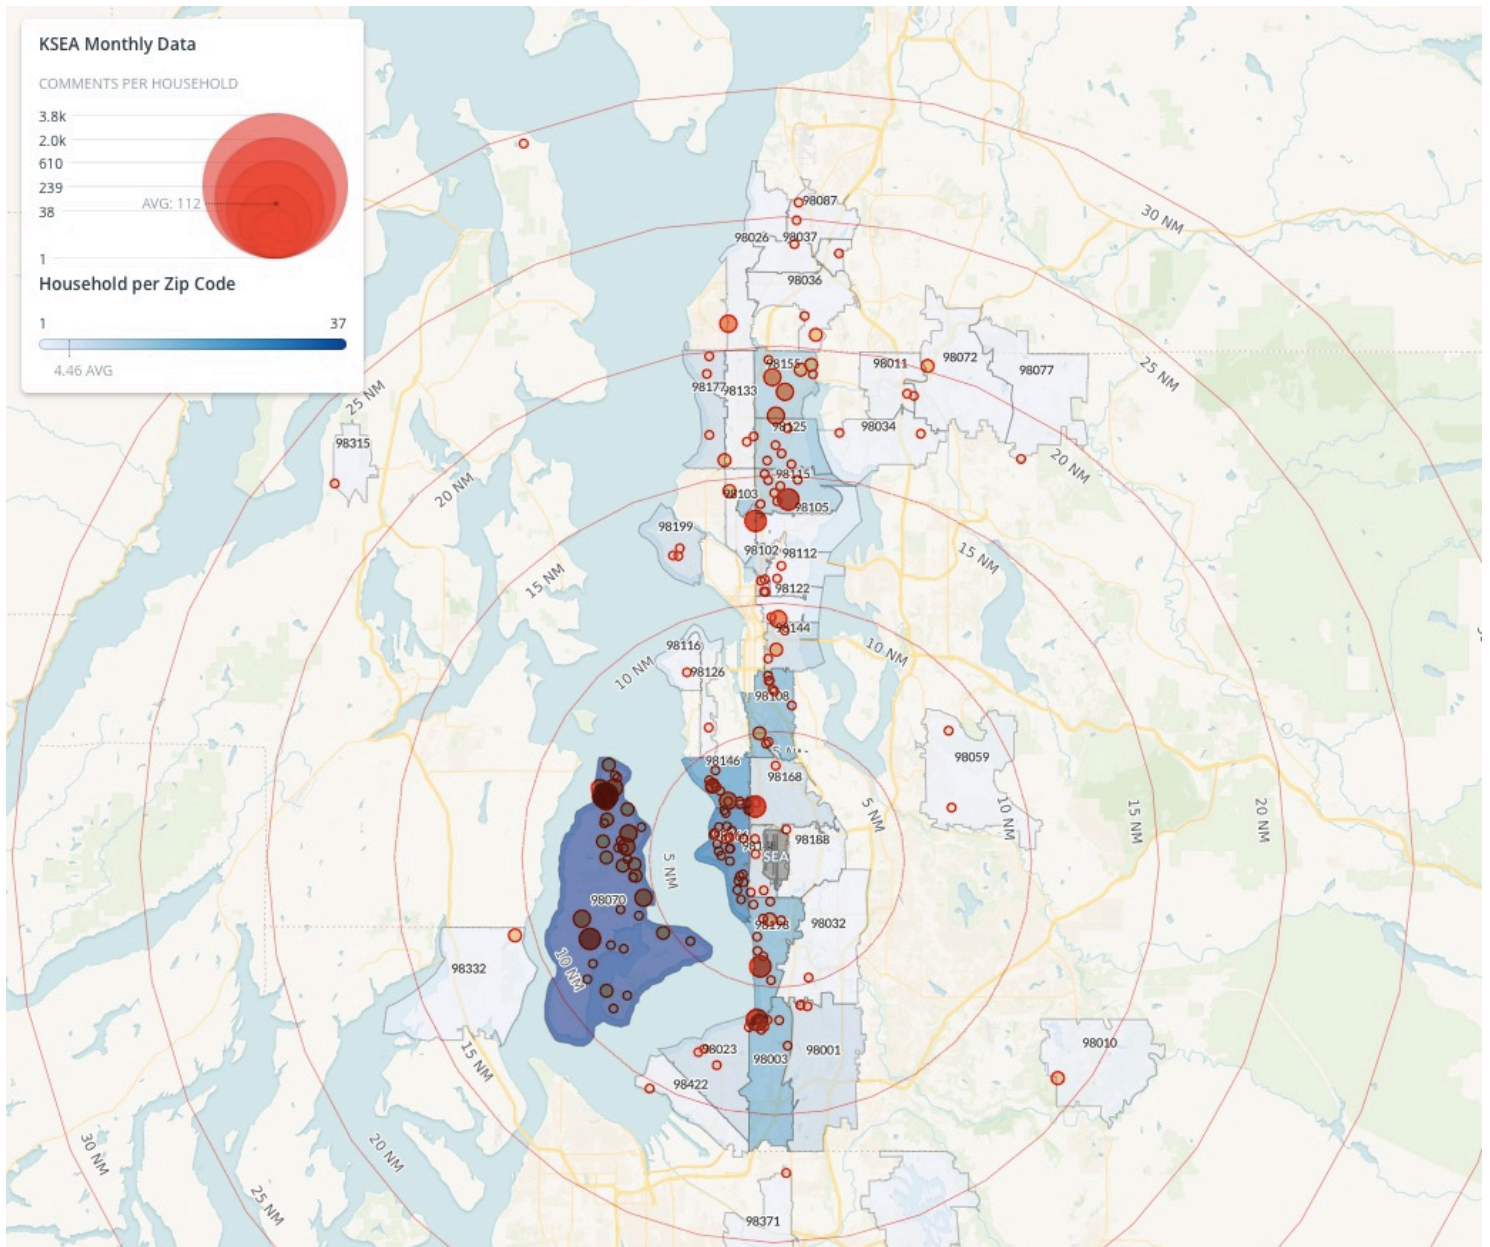 KSEA Monthly Data
COMMENTS PER HOUSEHOLD
3.8k
2.0k
610
239
AVG: 112
38
1
Household per Zip Code
1 37
4.46 AVG
98087
98026 98037
30 NM
98036
98155
98011 98072
98077
25 NM
25 NM
98177 98133
98125
98034
98315
20 NM
20 NM
98115
98103
98105
98199
98102 98112
15 NM
15 NM
98122
98144
98116
10 NM
10 NM
98126
98108
5 NM
98146
98168
98059
5 NM
10 NM
15 NM
20 NM
98188
SEA
5 NM
98070
98198 98032
98332
10 NM
98023
98003
98001
98010
15 NM
98422
30 NM
20 NM
25 NM
98371